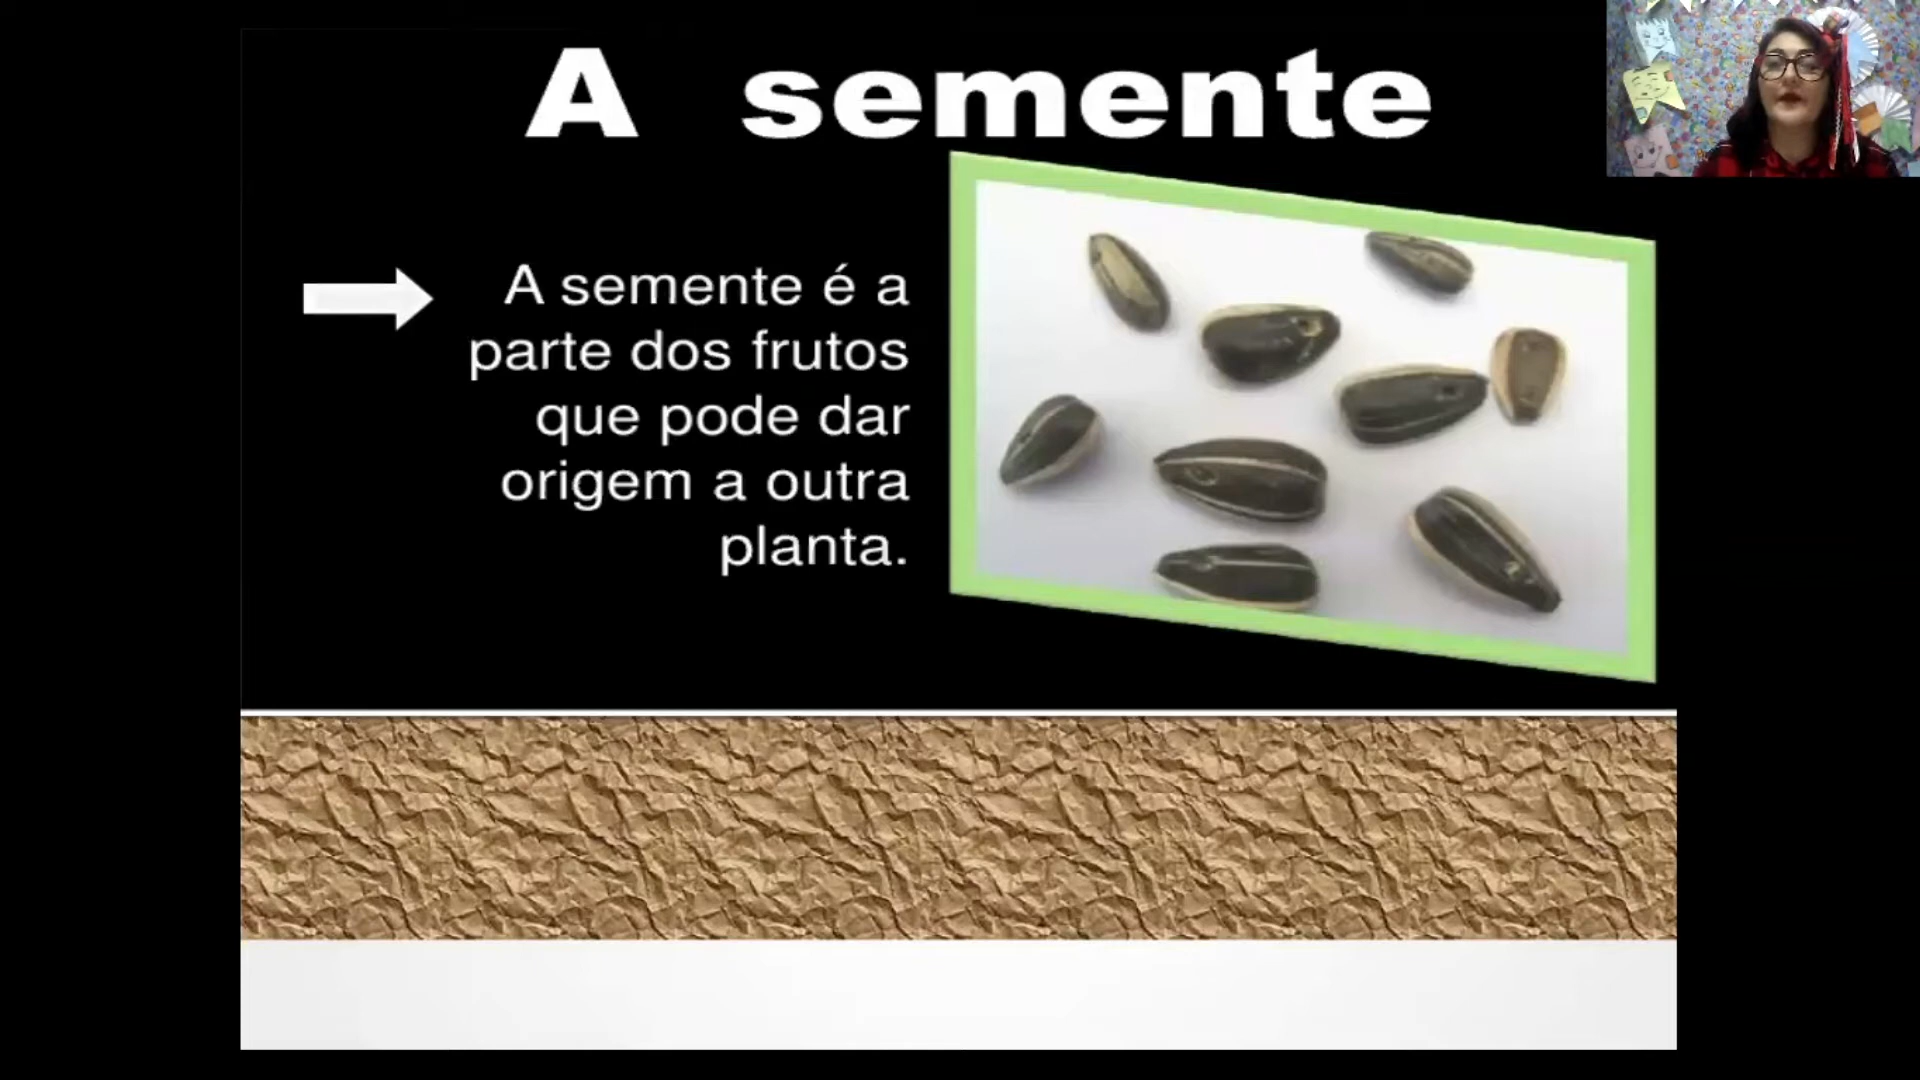 A semente
A semente é a
parte dos frutos
que pode dar
origem a outra
planta.